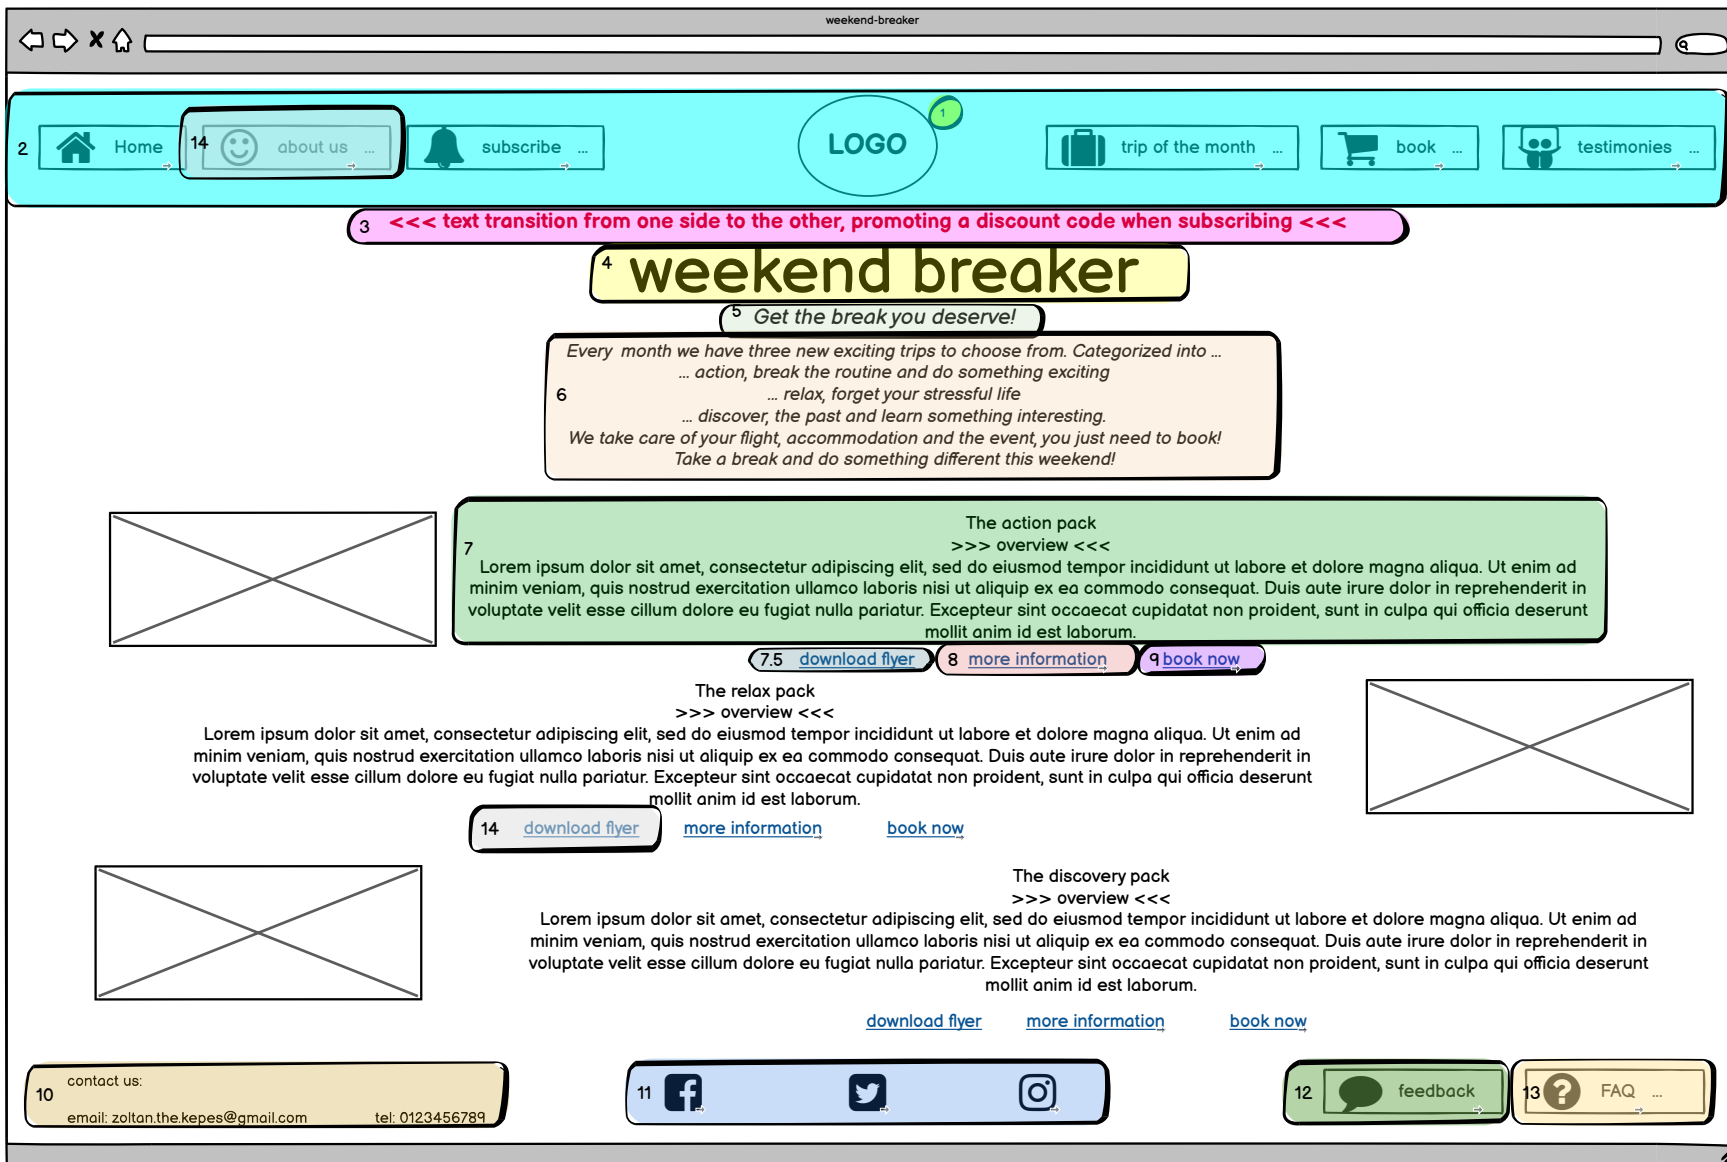 weekend-breaker
2 Home 14 about us ... subscribe ... LOGO 1 trip of the month ... book ... testimonies ...
3 <<< text transition from one side to the other, promoting a discount code when subscribing <<<
4 weekend breaker
5 Get the break you deserve!
Every month we have three new exciting trips to choose from. Categorized into ...
... action, break the routine and do something exciting
6 ... relax, forget your stressful life
... discover, the past and learn something interesting.
We take care of your flight, accommodation and the event, you just need to book!
Take a break and do something different this weekend!
The action pack
7 >>> overview <<<
Lorem ipsum dolor sit amet, consectetur adipiscing elit, sed do eiusmod tempor incididunt ut labore et dolore magna aliqua. Ut enim ad
minim veniam, quis nostrud exercitation ullamco laboris nisi ut aliquip ex ea commodo consequat. Duis aute irure dolor in reprehenderit in
voluptate velit esse cillum dolore eu fugiat nulla pariatur. Excepteur sint occaecat cupidatat non proident, sunt in culpa qui officia deserunt
mollit anim id est laborum.
7.5 download flyer 8 more information 9 book now
The relax pack
>>> overview <<<
Lorem ipsum dolor sit amet, consectetur adipiscing elit, sed do eiusmod tempor incididunt ut labore et dolore magna aliqua. Ut enim ad
minim veniam, quis nostrud exercitation ullamco laboris nisi ut aliquip ex ea commodo consequat. Duis aute irure dolor in reprehenderit in
voluptate velit esse cillum dolore eu fugiat nulla pariatur. Excepteur sint occaecat cupidatat non proident, sunt in culpa qui officia deserunt
mollit anim id est laborum.
14 download flyer more information book now
The discovery pack
>>> overview <<<
Lorem ipsum dolor sit amet, consectetur adipiscing elit, sed do eiusmod tempor incididunt ut labore et dolore magna aliqua. Ut enim ad
minim veniam, quis nostrud exercitation ullamco laboris nisi ut aliquip ex ea commodo consequat. Duis aute irure dolor in reprehenderit in
voluptate velit esse cillum dolore eu fugiat nulla pariatur. Excepteur sint occaecat cupidatat non proident, sunt in culpa qui officia deserunt
mollit anim id est laborum.
download flyer more information book now
contact us:
10 11 12 feedback 13 FAQ ...
email: zoltan.the.kepes@gmail.com tel: 0123456789